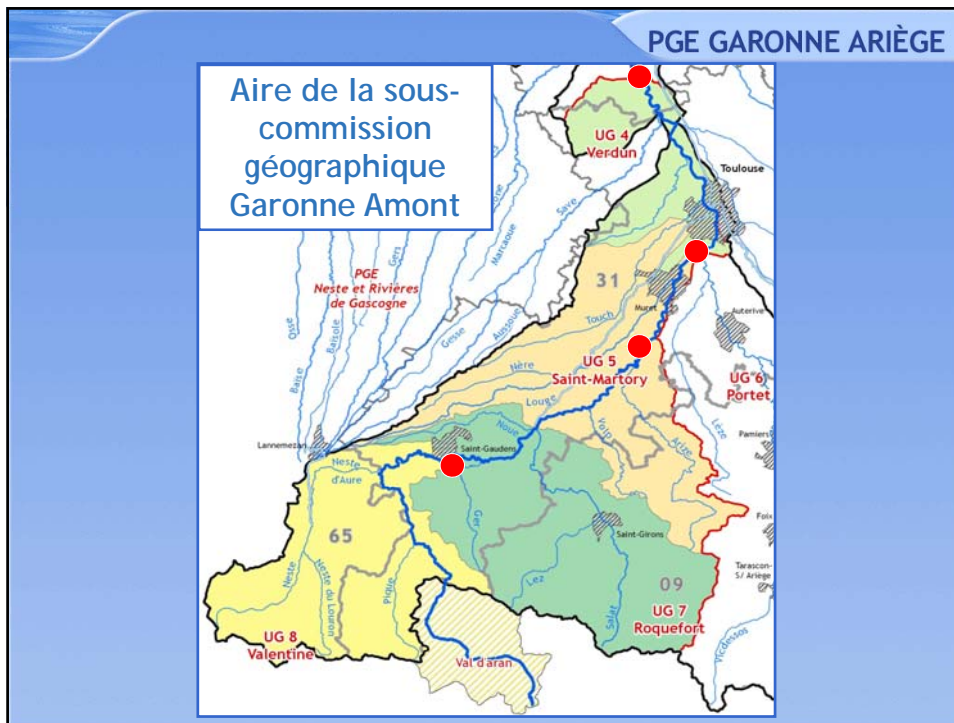 PGE GARONNE ARIÈGE
Aire de la sous-
commission
géographique
Garonne Amont
UG 4
Verdun
Toulouse
Save
Marcaoue
Gers
PGE
Neste et Rivières
de Gascogne
Osse
Baïsole
Baïse
Gesse
Aussoue
31
Touch
Muret
Auterive
Nère
UG 5
Saint-Martory
UG 6
Portet
Louge
Volp
Arize
Lèze
Pamiers
Lannemezan
Noue
Saint-Gaudens
Neste
d'Aure
Foix
Ger
Saint-Girons
65
Tarascon-
S/ Ariège
Neste
Neste du Louron
Pique
Lez
Salat
09
UG 7
Roquefort
UG 8
Valentine
Val d'aran
Vicdessos